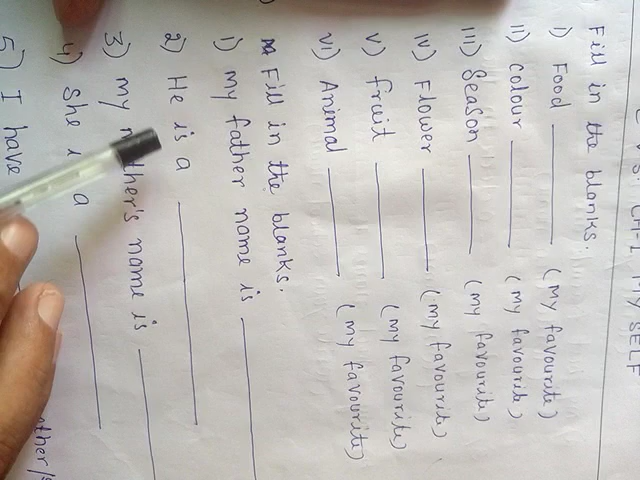 CH-1 MYSELF
Fill in the blanks.
i) Food ________ (my favourite)
ii) colour ________ (my favourite)
iii) Season ________ (my favourite)
iv) Flower ________ (my favourite)
v) fruit ________ (my favourite)
vi) Animal ________ (my favourite)
Fill in the blanks.
1) my father name is ________
2) He is a ________
3) my name is ________
4) She a ________
5) I have